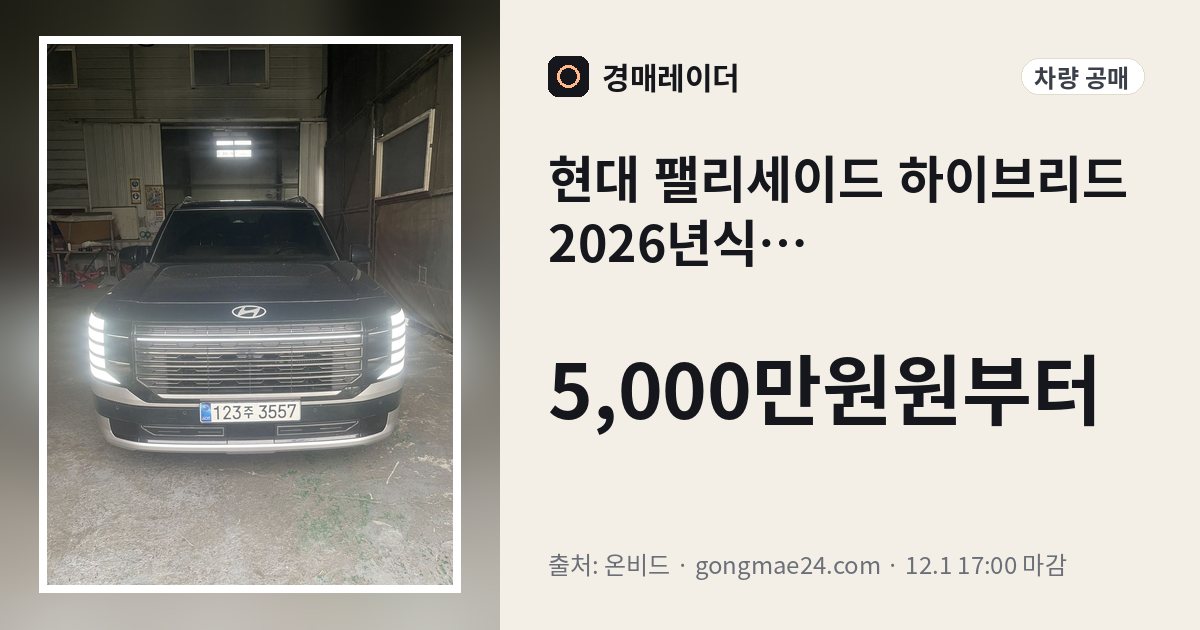 경매레이더
차량 공매
현대 팰리세이드 하이브리드
2026년식…
5,000만원원부터
출처: 온비드 · gongmae24.com · 12.1 17:00 마감
123주 3557